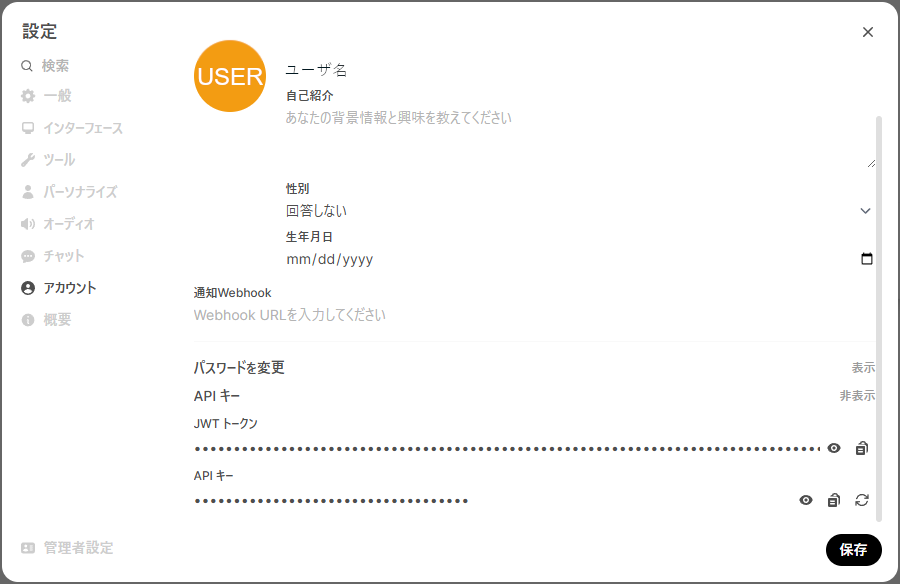 設定
検索
一般
インターフェース
ツール
パーソナライズ
オーディオ
チャット
アカウント
概要
管理者設定
USER
ユーザ名
自己紹介
あなたの背景情報と興味を教えてください
性別
回答しない
生年月日
mm/dd/yyyy
通知Webhook
Webhook URLを入力してください
パスワードを変更
表示
API キー
非表示
JWT トークン
API キー
保存